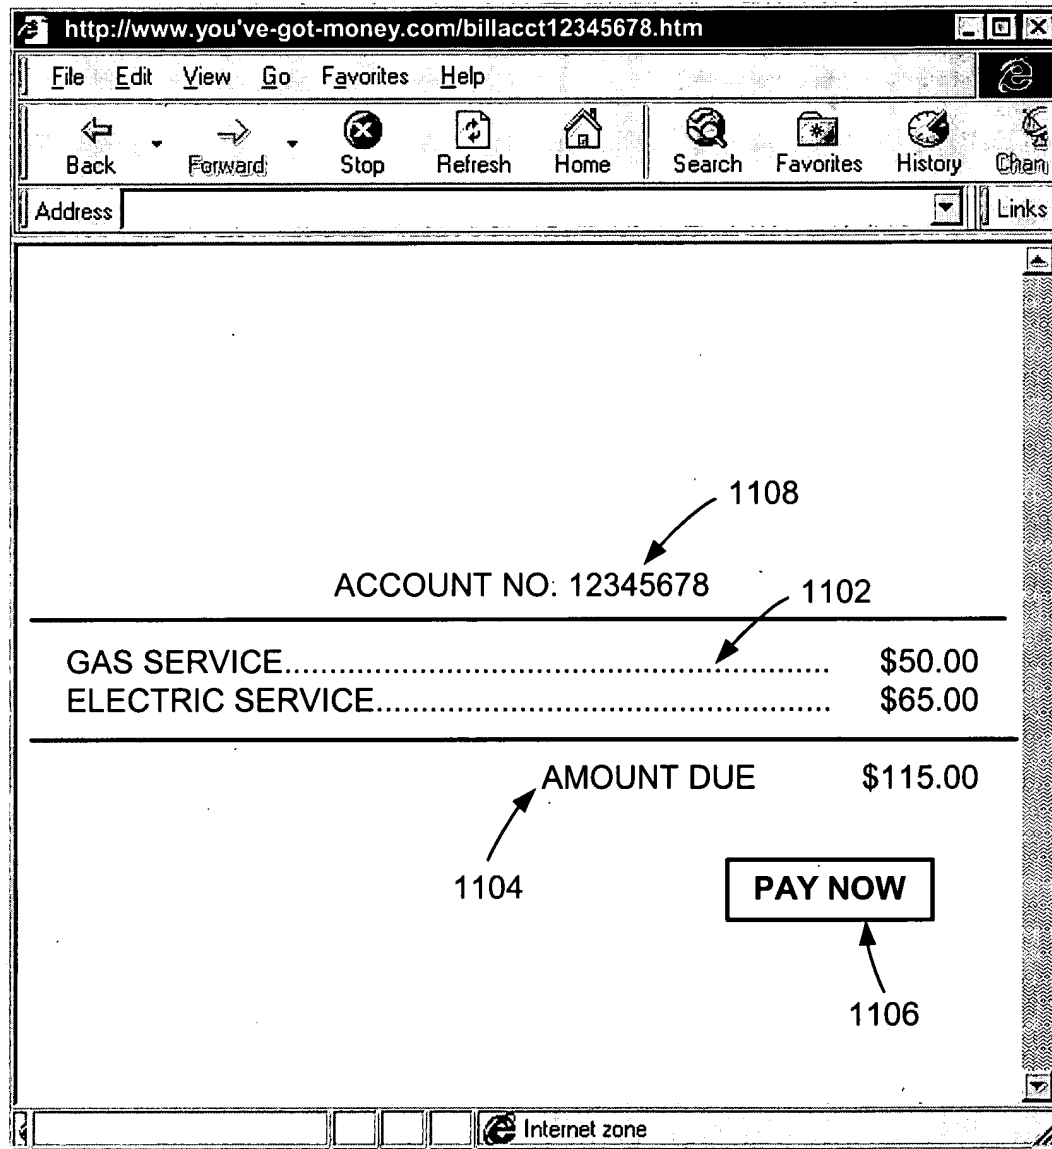 http://www.you've-got-money.com/billacct12345678.htm
File Edit View Go Favorites Help
Back Forward Stop Refresh Home Search Favorites History Chan
Address Links
1108
ACCOUNT NO: 12345678
1102
GAS SERVICE............................................................ $50.00
ELECTRIC SERVICE.................................................. $65.00
AMOUNT DUE $115.00
1104
PAY NOW
1106
Internet zone